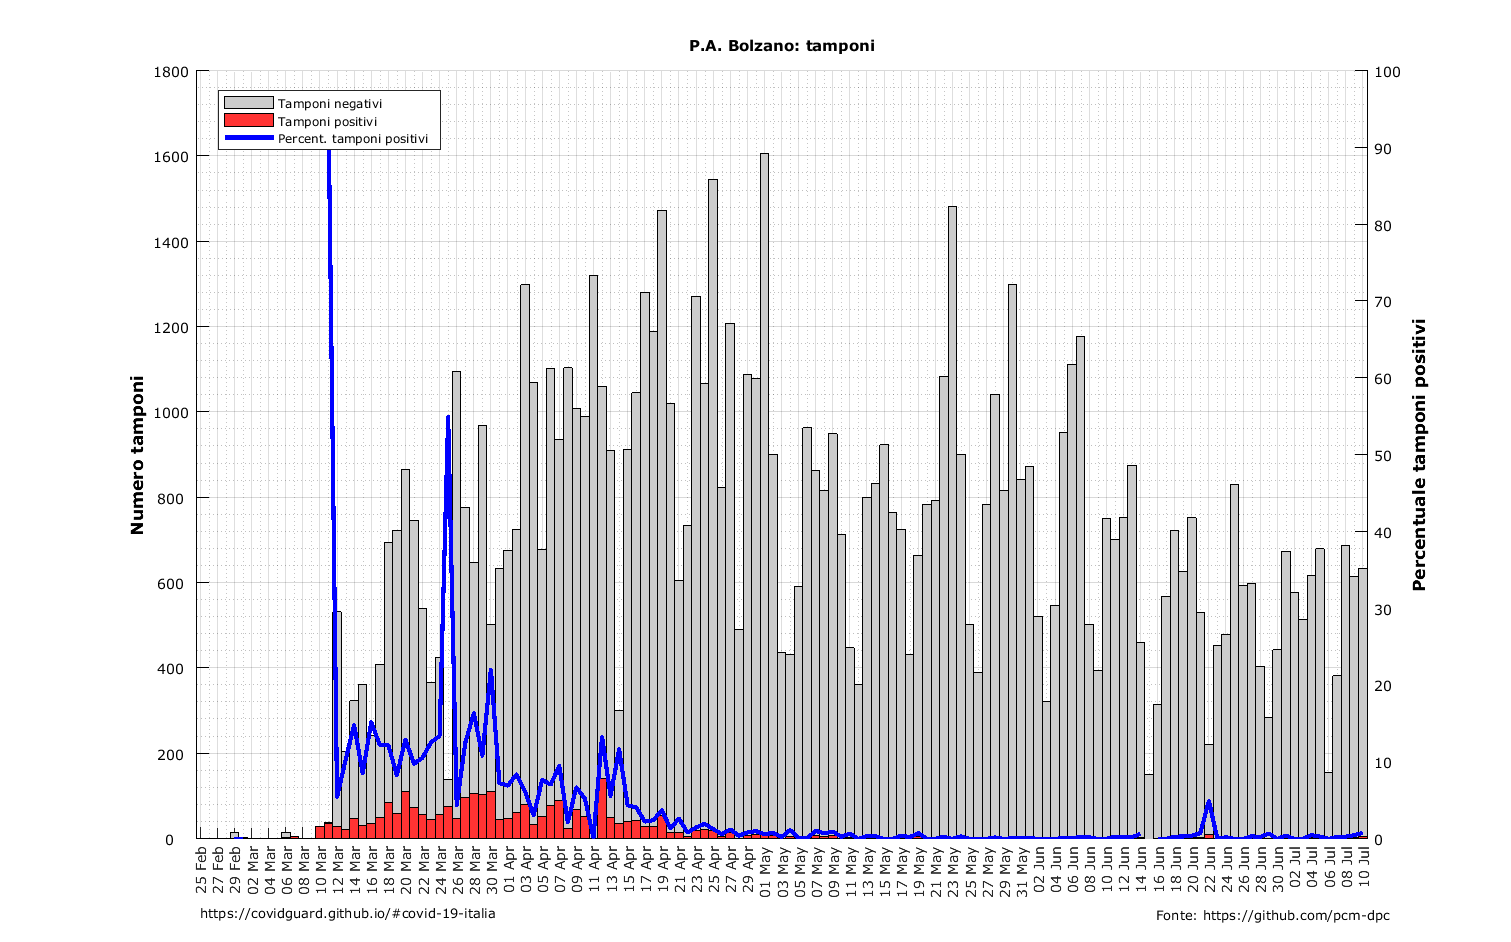 P.A. Bolzano: tamponi
Tamponi negativi
Tamponi positivi
Percent. tamponi positivi
Numero tamponi
1800
1600
1400
1200
1000
800
600
400
200
0
100
90
80
70
60
50
40
30
20
10
0
Percentuale tamponi positivi
25 Feb
27 Feb
29 Feb
02 Mar
04 Mar
06 Mar
08 Mar
10 Mar
12 Mar
14 Mar
16 Mar
18 Mar
20 Mar
22 Mar
24 Mar
26 Mar
28 Mar
30 Mar
01 Apr
03 Apr
05 Apr
07 Apr
09 Apr
11 Apr
13 Apr
15 Apr
17 Apr
19 Apr
21 Apr
23 Apr
25 Apr
27 Apr
29 Apr
01 May
03 May
05 May
07 May
09 May
11 May
13 May
15 May
17 May
19 May
21 May
23 May
25 May
27 May
29 May
31 May
02 Jun
04 Jun
06 Jun
08 Jun
10 Jun
12 Jun
14 Jun
16 Jun
18 Jun
20 Jun
22 Jun
24 Jun
26 Jun
28 Jun
30 Jun
02 Jul
04 Jul
06 Jul
08 Jul
10 Jul
https://covidguard.github.io/#covid-19-italia
Fonte: https://github.com/pcm-dpc